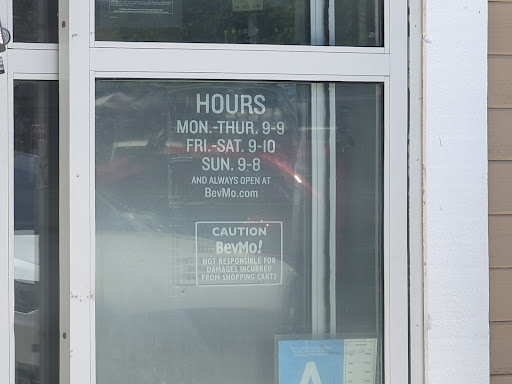 HOURS
MON.-THUR. 9-9
FRI.-SAT. 9-10
SUN. 9-8
AND ALWAYS OPEN AT
BevMo.com
CAUTION
BevMo!
NOT RESPONSIBLE FOR
DAMAGES INCURRED
FROM SHOPPING CARTS
A